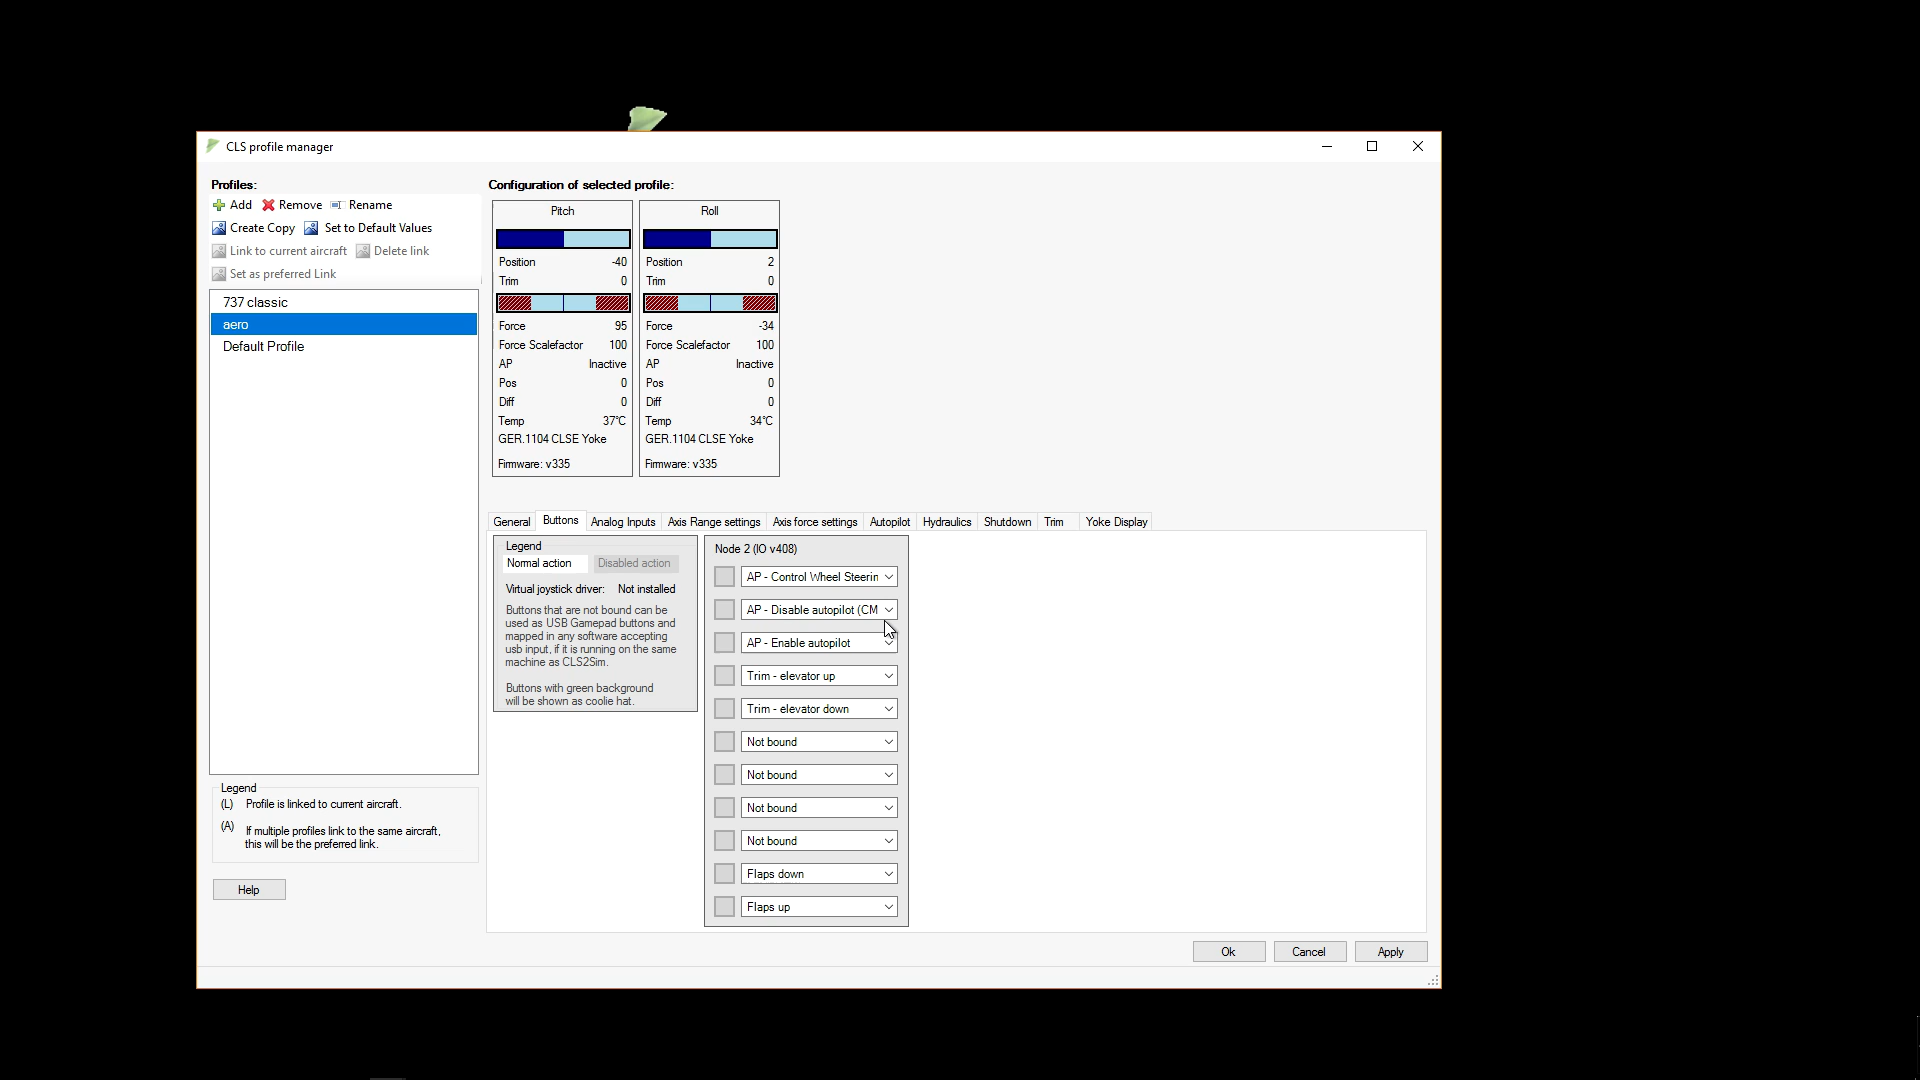 CLS profile manager
Profiles:
Add Remove Rename
Create Copy Set to Default Values
Link to current aircraft Delete link
Set as preferred Link
737 classic
aero
Default Profile
Legend
(L) Profile is linked to current aircraft.
(A) If multiple profiles link to the same aircraft,
this will be the preferred link.
Help
Configuration of selected profile:
Pitch
Position -40
Trim 0
Force 95
Force Scalefactor 100
AP Inactive
Pos 0
Diff 0
Temp 37°C
GER.1104 CLSE Yoke
Firmware: v335
Roll
Position 2
Trim 0
Force -34
Force Scalefactor 100
AP Inactive
Pos 0
Diff 0
Temp 34°C
GER.1104 CLSE Yoke
Firmware: v335
General Buttons Analog Inputs Axis Range settings Axis force settings Autopilot Hydraulics Shutdown Trim Yoke Display
Legend
Normal action Disabled action
Virtual joystick driver: Not installed
Buttons that are not bound can be
used as USB Gamepad buttons and
mapped in any software accepting
usb input, if it is running on the same
machine as CLS2Sim.
Buttons with green background
will be shown as coolie hat.
Node 2 (IO v408)
AP - Control Wheel Steerin
AP - Disable autopilot (CM
AP - Enable autopilot
Trim - elevator up
Trim - elevator down
Not bound
Not bound
Not bound
Not bound
Flaps down
Flaps up
Ok Cancel Apply